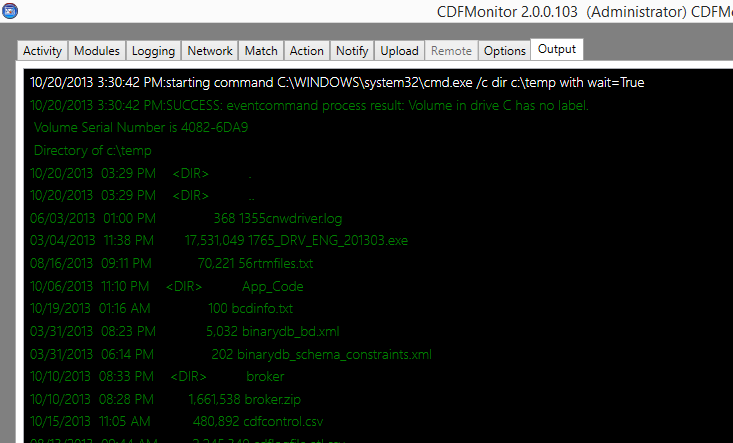 CDFMonitor 2.0.0.103 (Administrator) CDFMo
Activity Modules Logging Network Match Action Notify Upload Remote Options Output
10/20/2013 3:30:42 PM:starting command C:\WINDOWS\system32\cmd.exe /c dir c:\temp with wait=True
10/20/2013 3:30:42 PM:SUCCESS: eventcommand process result: Volume in drive C has no label.
Volume Serial Number is 4082-6DA9
Directory of c:\temp
10/20/2013 03:29 PM <DIR> .
10/20/2013 03:29 PM <DIR> ..
06/03/2013 01:00 PM 368 1355cnwdriver.log
03/04/2013 11:38 PM 17,531,049 1765_DRV_ENG_201303.exe
08/16/2013 09:11 PM 70,221 56rtmfiles.txt
10/06/2013 11:10 PM <DIR> App_Code
10/19/2013 01:16 AM 100 bcdinfo.txt
03/31/2013 08:23 PM 5,032 binarydb_bd.xml
03/31/2013 06:14 PM 202 binarydb_schema_constraints.xml
10/10/2013 08:33 PM <DIR> broker
10/10/2013 08:28 PM 1,661,538 broker.zip
10/15/2013 11:05 AM 480,892 cdfcontrol.csv